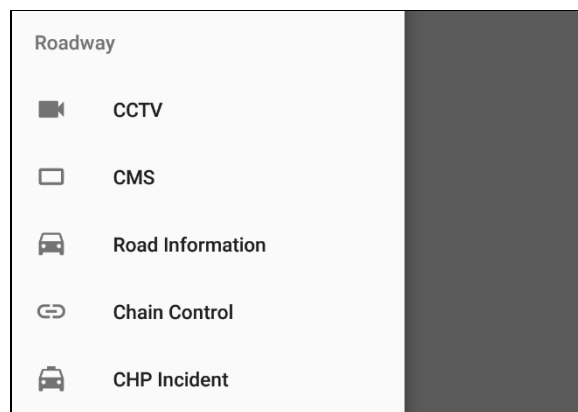 Roadway
CCTV
CMS
Road Information
Chain Control
CHP Incident